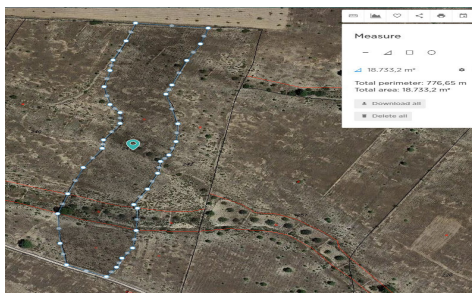 Measure
18.733,2 m²
Total perimeter: 776,65 m
Total area: 18.733,2 m²
Download all
Delete all